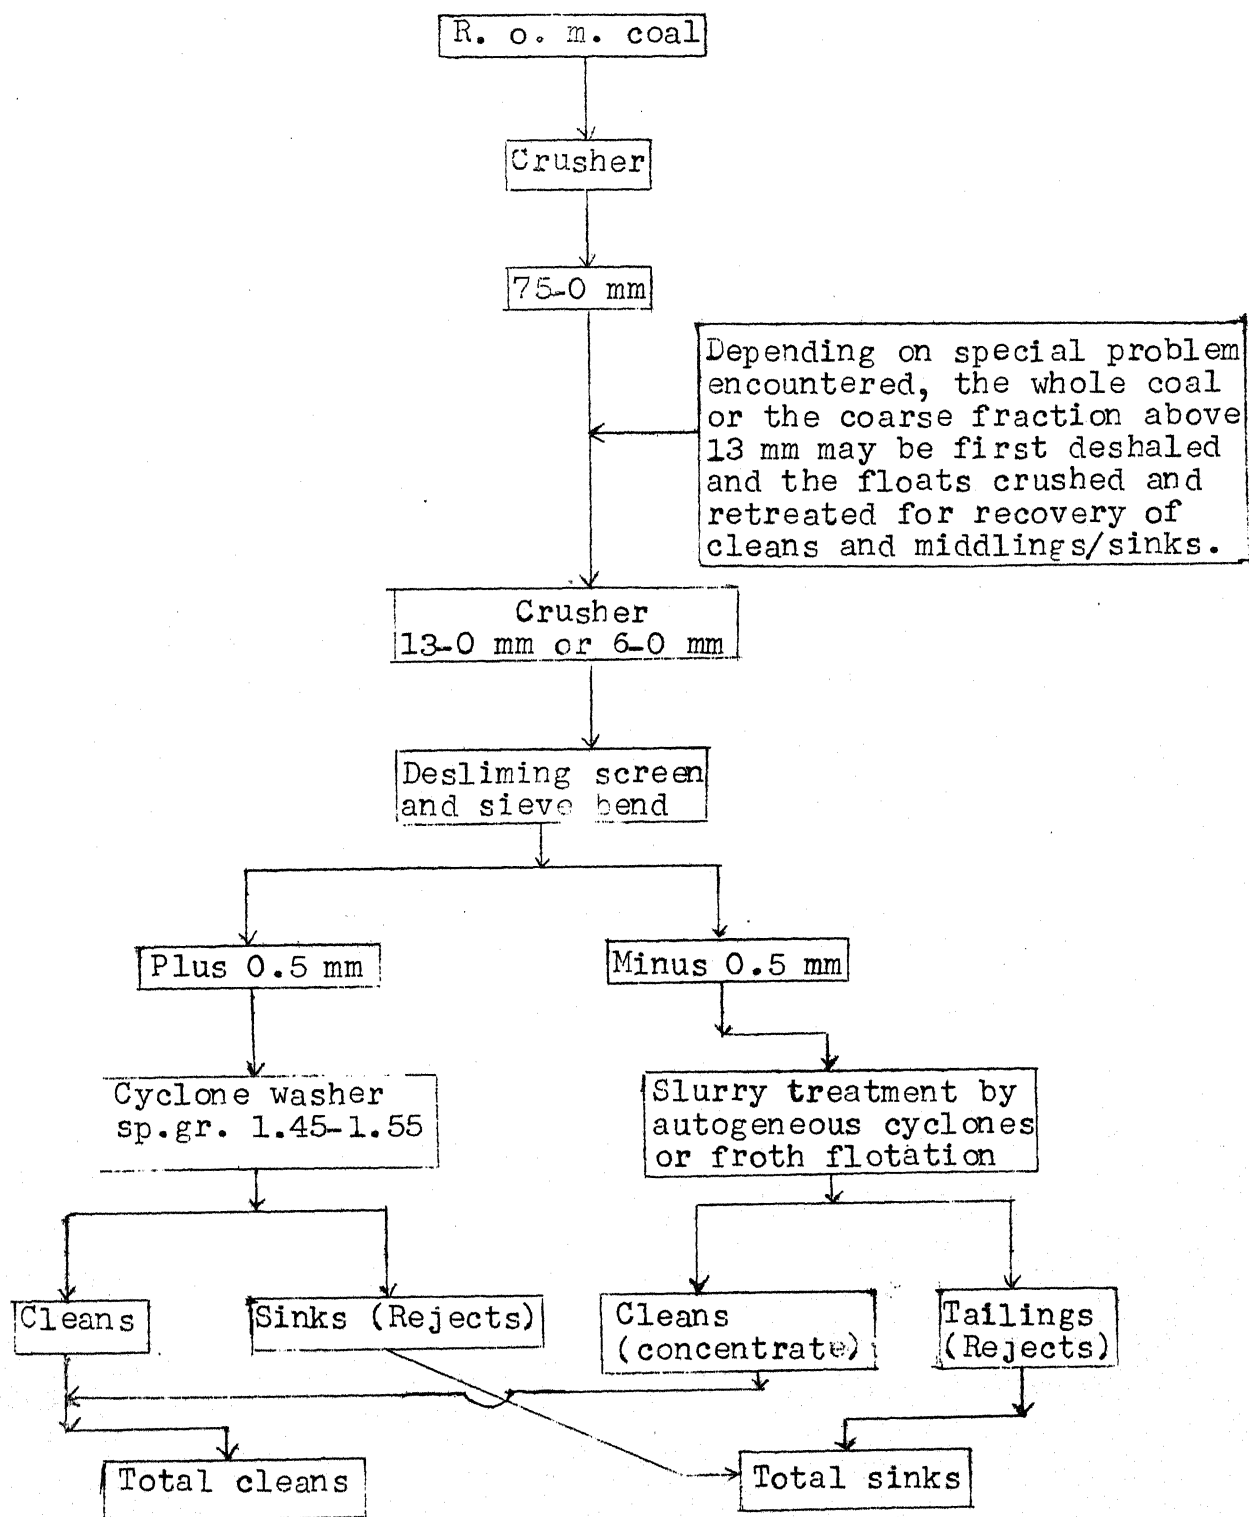 R. o. m. coal
Crusher
75-0 mm
Depending on special problem
encountered, the whole coal
or the coarse fraction above
13 mm may be first deshaled
and the floats crushed and
retreated for recovery of
cleans and middlings/sinks.
Crusher
13-0 mm or 6-0 mm
Desliming screen
and sieve bend
Plus 0.5 mm
Minus 0.5 mm
Cyclone washer
sp.gr. 1.45-1.55
Slurry treatment by
autogeneous cyclones
or froth flotation
Cleans
Sinks (Rejects)
Cleans
(concentrate)
Tailings
(Rejects)
Total cleans
Total sinks